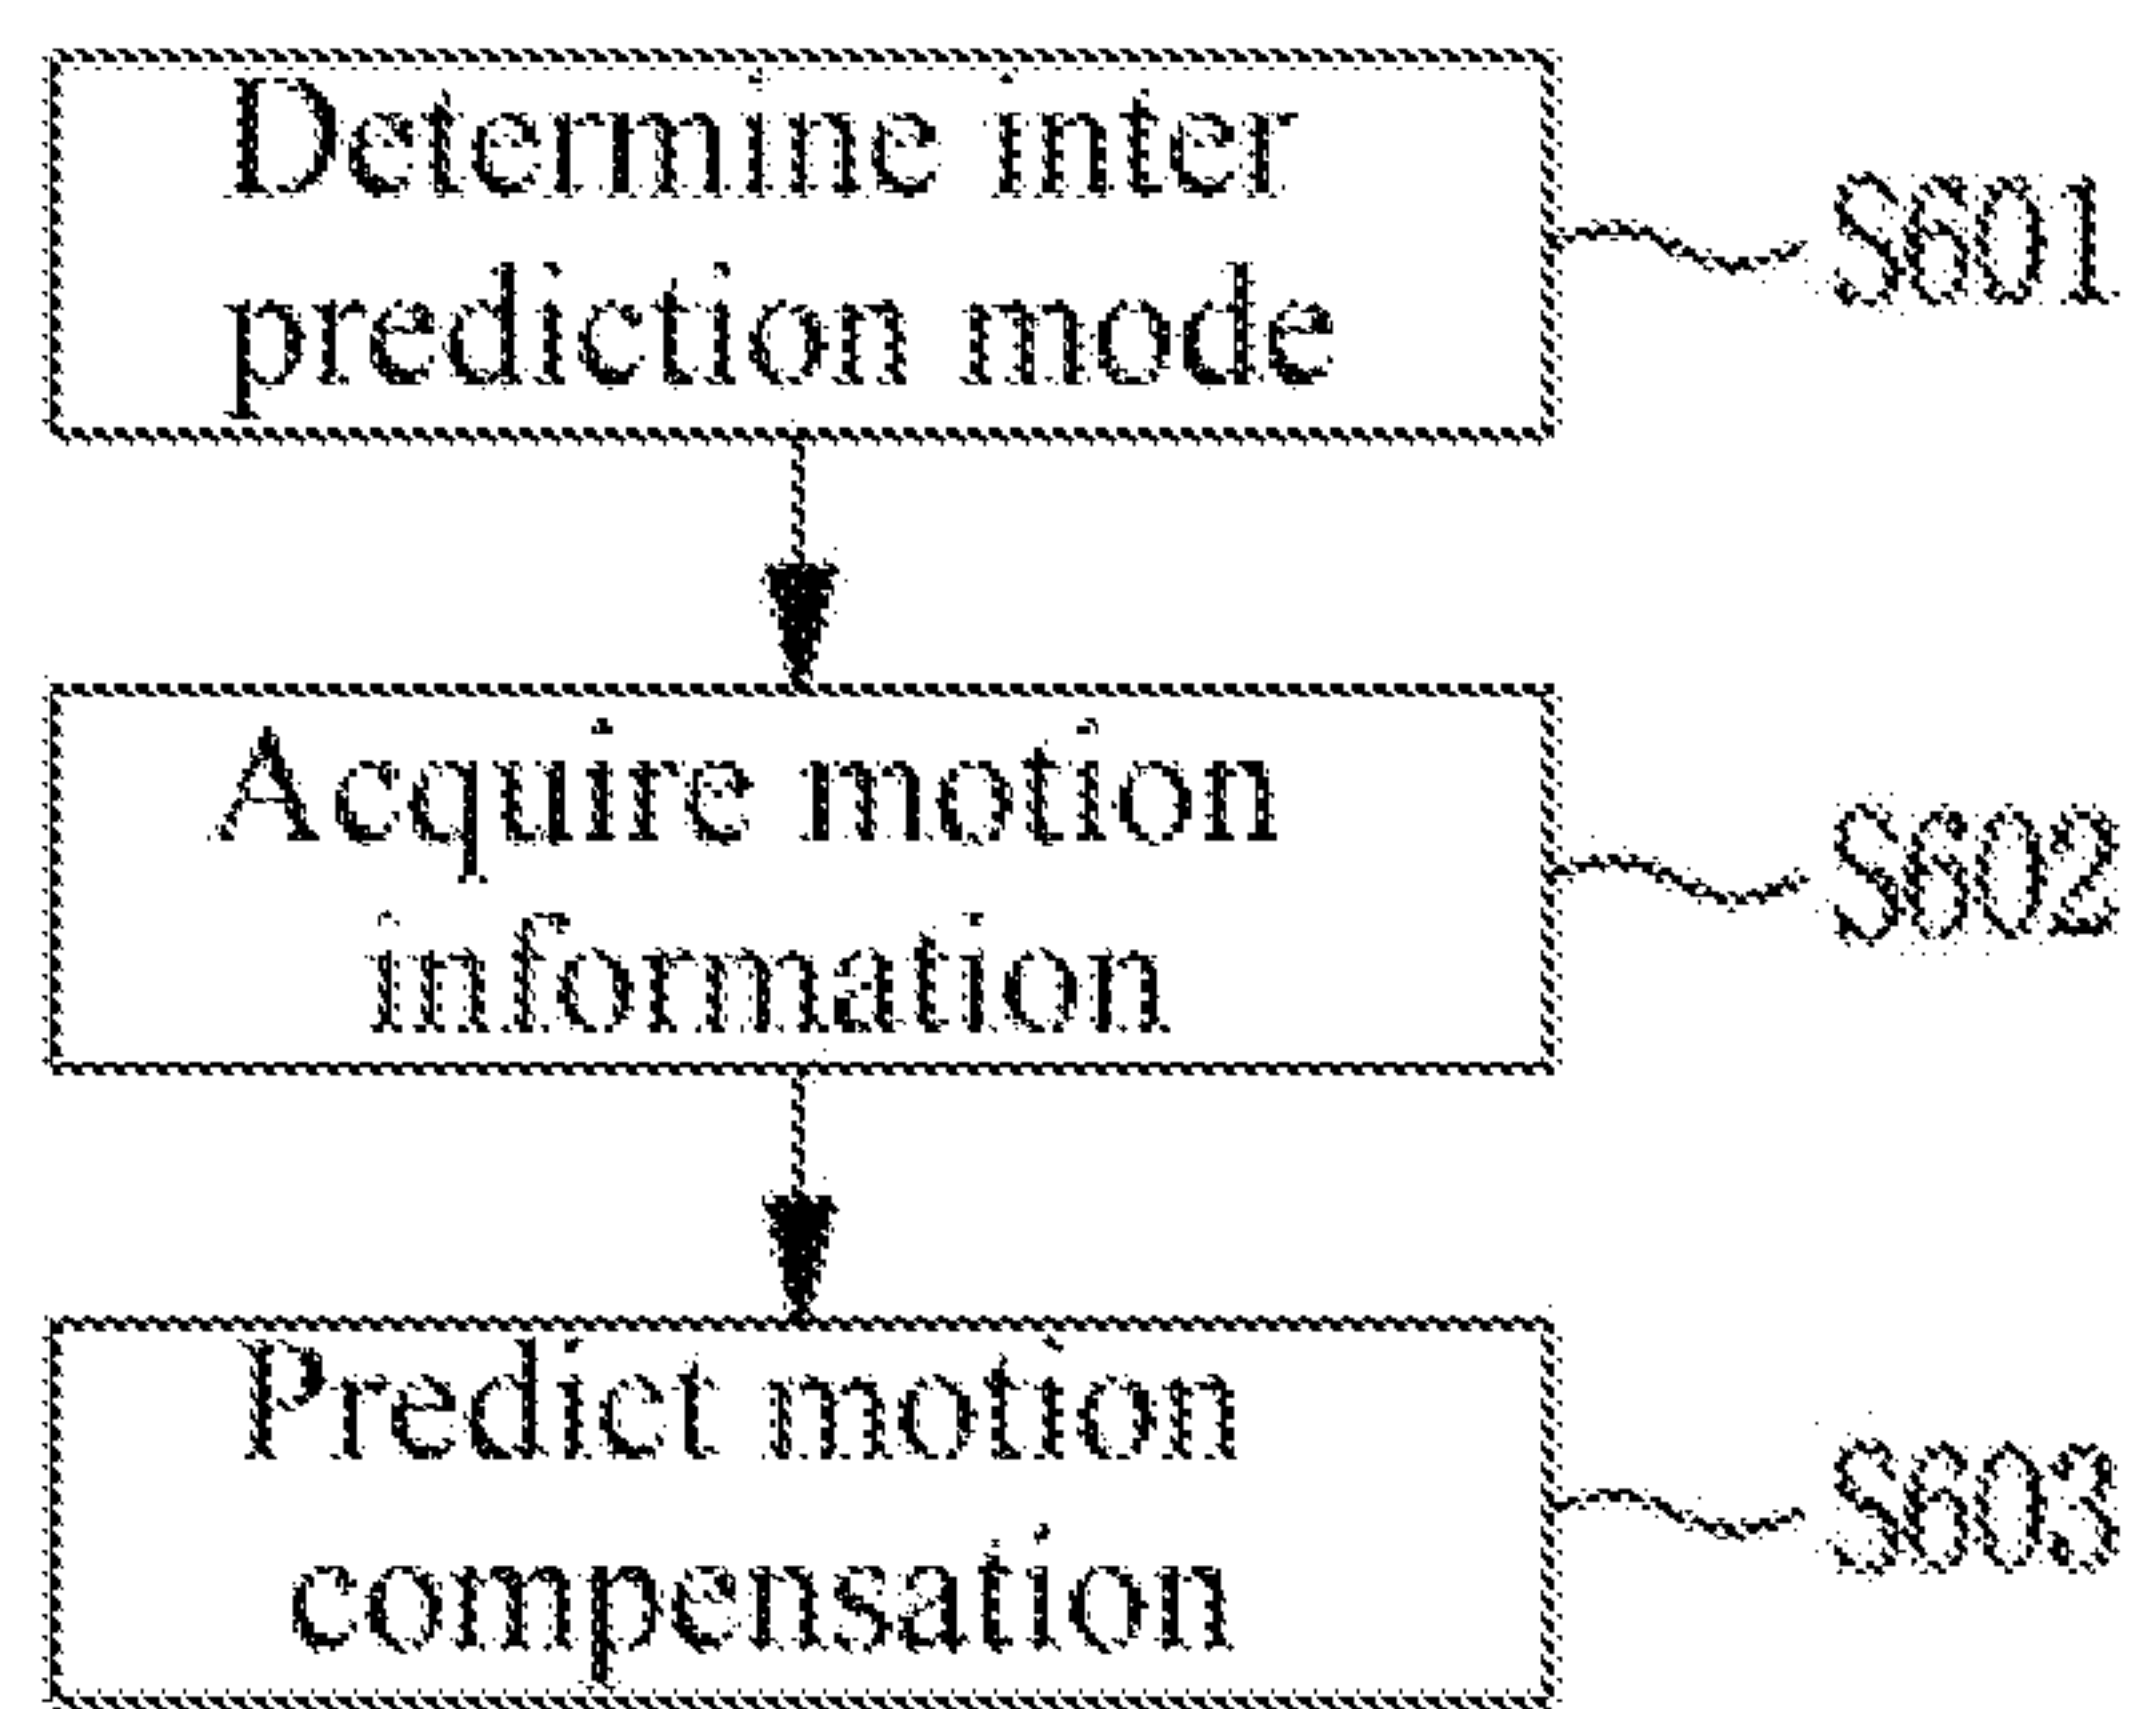 Determine inter
prediction mode
S601
Acquire motion
information
S602
Predict motion
compensation
S603